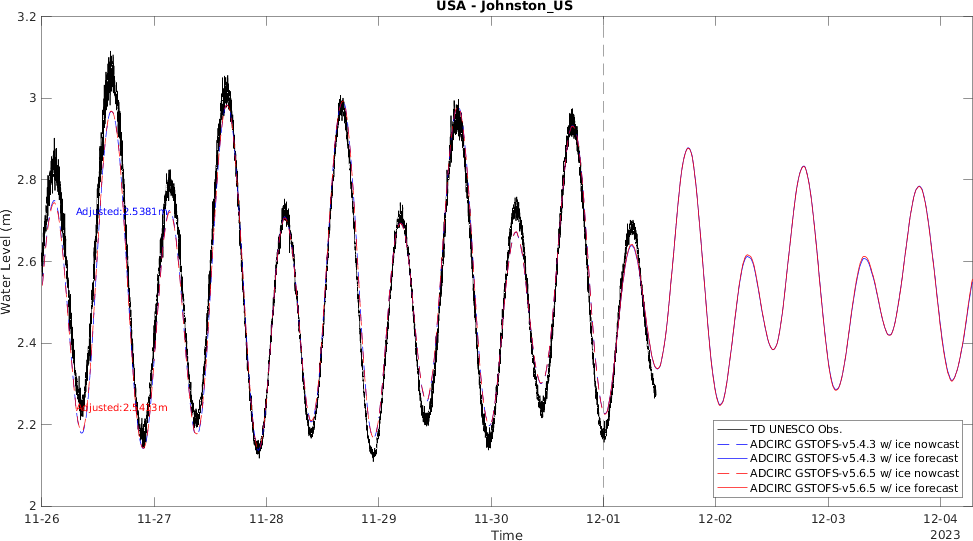 USA - Johnston_US
3.2
3
2.8
2.6
2.4
2.2
2
Water Level (m)
Adjusted:2.5381m
11-26
11-27
11-28
11-29
11-30
12-01
12-02
12-03
12-04
2023
Time
TD UNESCO Obs.
ADCIRC GSTOFS-v5.4.3 w/ ice nowcast
ADCIRC GSTOFS-v5.4.3 w/ ice forecast
ADCIRC GSTOFS-v5.6.5 w/ ice nowcast
ADCIRC GSTOFS-v5.6.5 w/ ice forecast